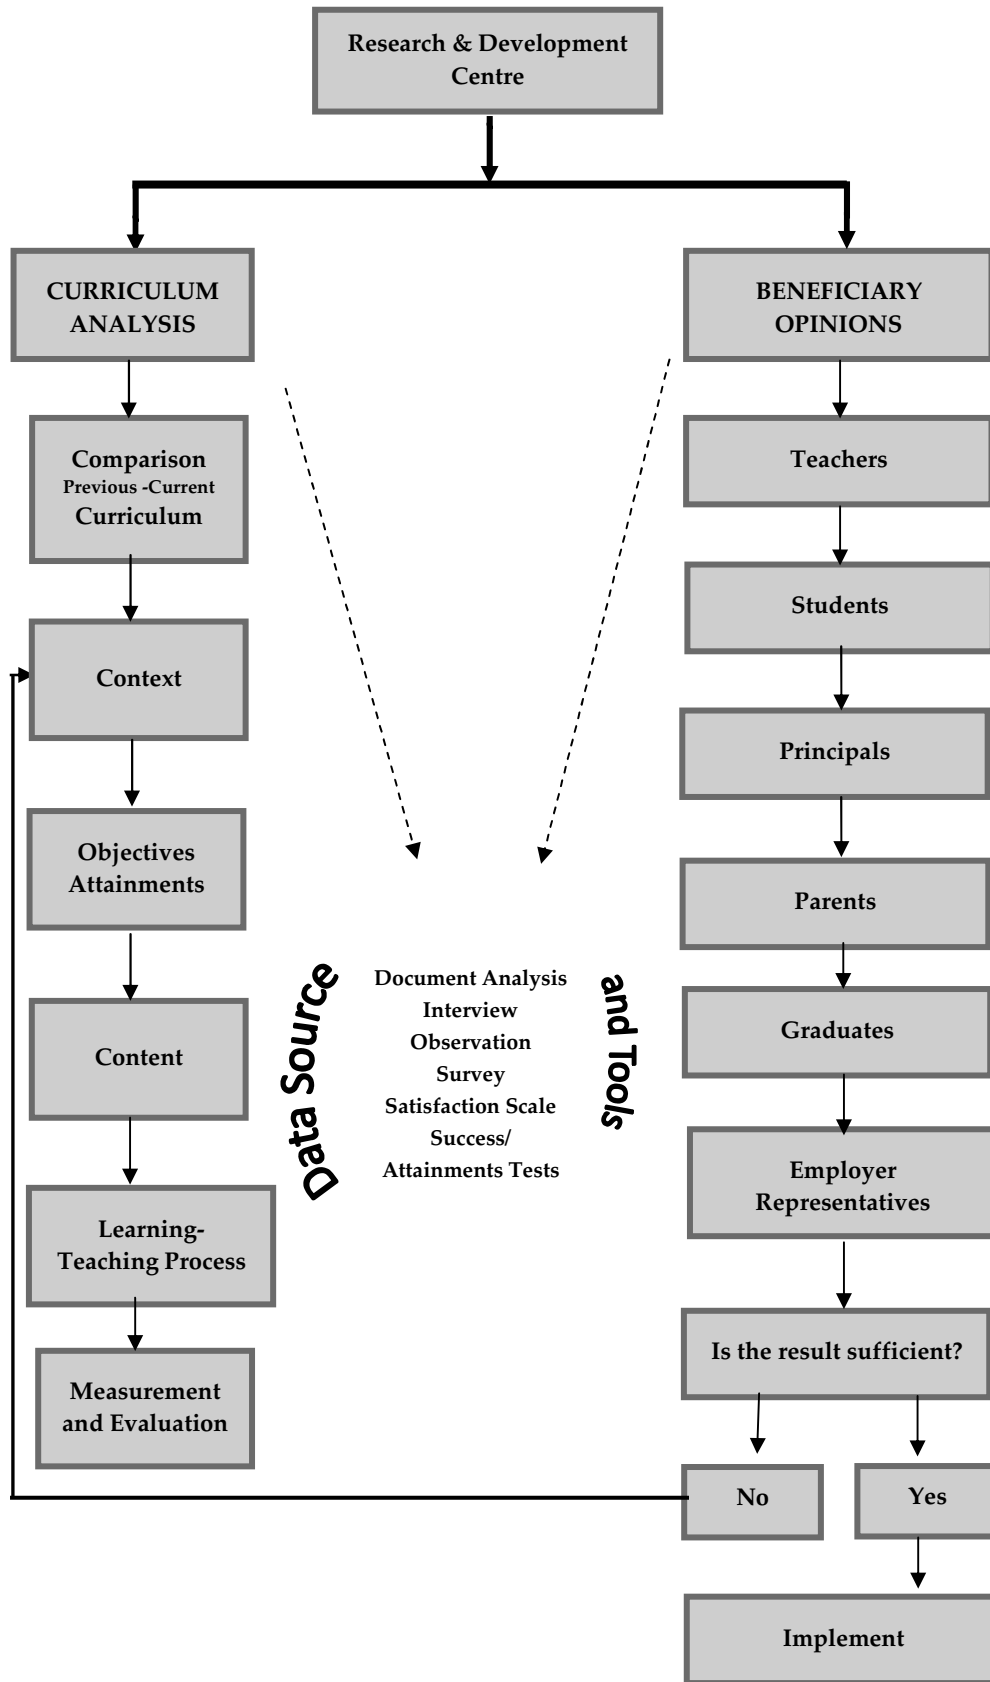 Research & Development
Centre
CURRICULUM
ANALYSIS
Comparison
Previous -Current
Curriculum
Context
Objectives
Attainments
Content
Learning-
Teaching Process
Measurement
and Evaluation
Data Source
Document Analysis
Interview
Observation
Survey
Satisfaction Scale
Success/
Attainments Tests
and Tools
BENEFICIARY
OPINIONS
Teachers
Students
Principals
Parents
Graduates
Employer
Representatives
Is the result sufficient?
No
Yes
Implement